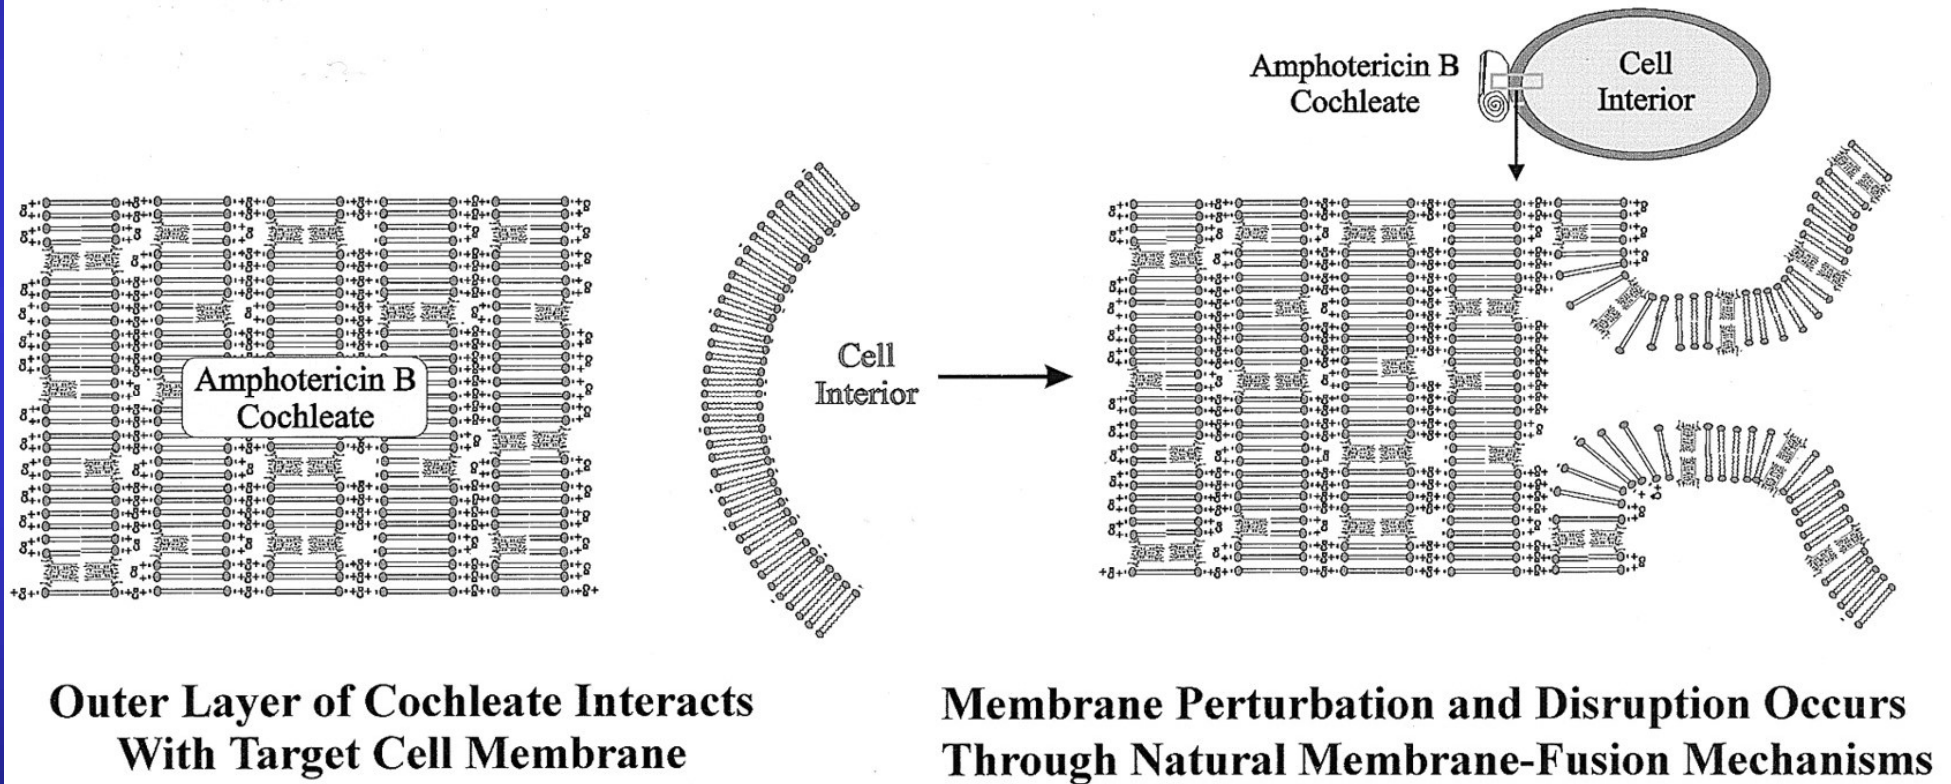 Amphotericin B
Cochleate
Cell
Interior
Amphotericin B
Cochleate
Cell
Interior
Outer Layer of Cochleate Interacts
With Target Cell Membrane
Membrane Perturbation and Disruption Occurs
Through Natural Membrane-Fusion Mechanisms